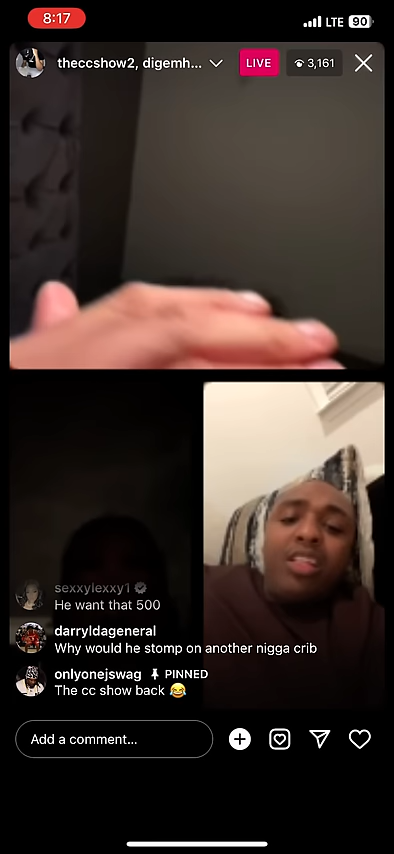 8:17
LTE 90
theccshow2, digemh...
LIVE
3,161
sexxylexxy1
He want that 500
darryldageneral
Why would he stomp on another nigga crib
onlyonejswag PINNED
The cc show back 😂
Add a comment...